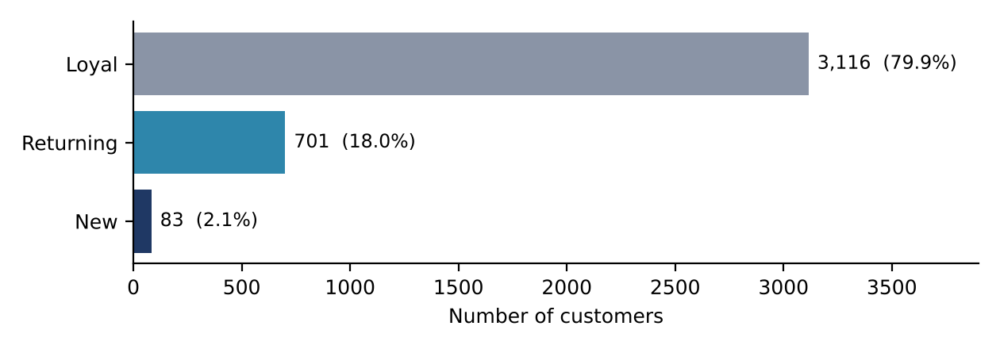 Loyal 3,116 (79.9%)
Returning 701 (18.0%)
New 83 (2.1%)
0 500 1000 1500 2000 2500 3000 3500
Number of customers